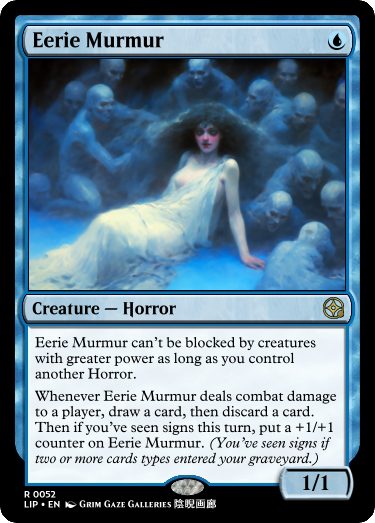 Eerie Murmur
Creature — Horror
Eerie Murmur can't be blocked by creatures
with greater power as long as you control
another Horror.
Whenever Eerie Murmur deals combat damage
to a player, draw a card, then discard a card.
Then if you've seen signs this turn, put a +1/+1
counter on Eerie Murmur. (You've seen signs if
two or more cards types entered your graveyard.)
1/1
R 0052
LIP • EN Grim Gaze Galleries 陰睨画廊